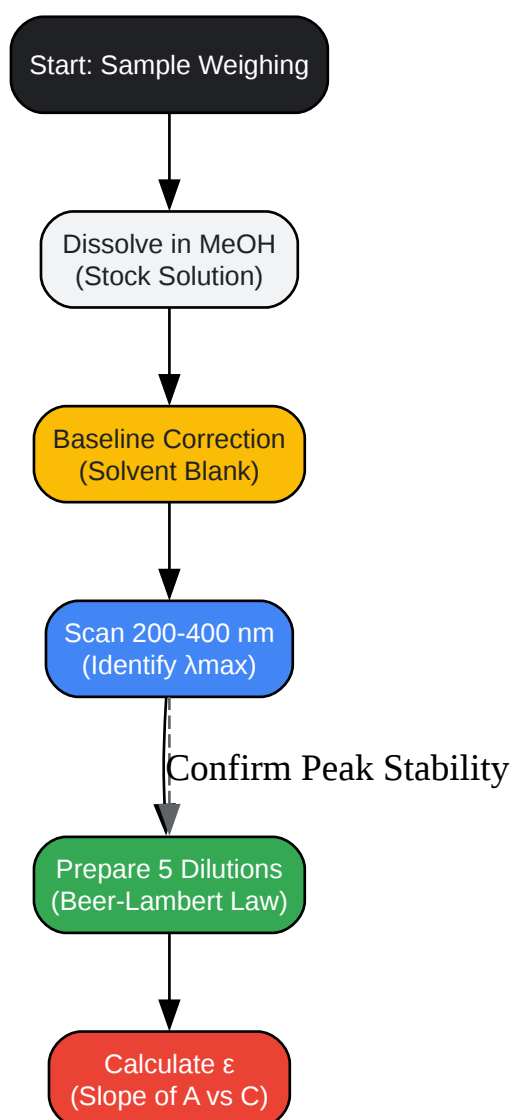 Start: Sample Weighing
Dissolve in MeOH
(Stock Solution)
Baseline Correction
(Solvent Blank)
Scan 200-400 nm
(Identify λmax)
Confirm Peak Stability
Prepare 5 Dilutions
(Beer-Lambert Law)
Calculate ε
(Slope of A vs C)